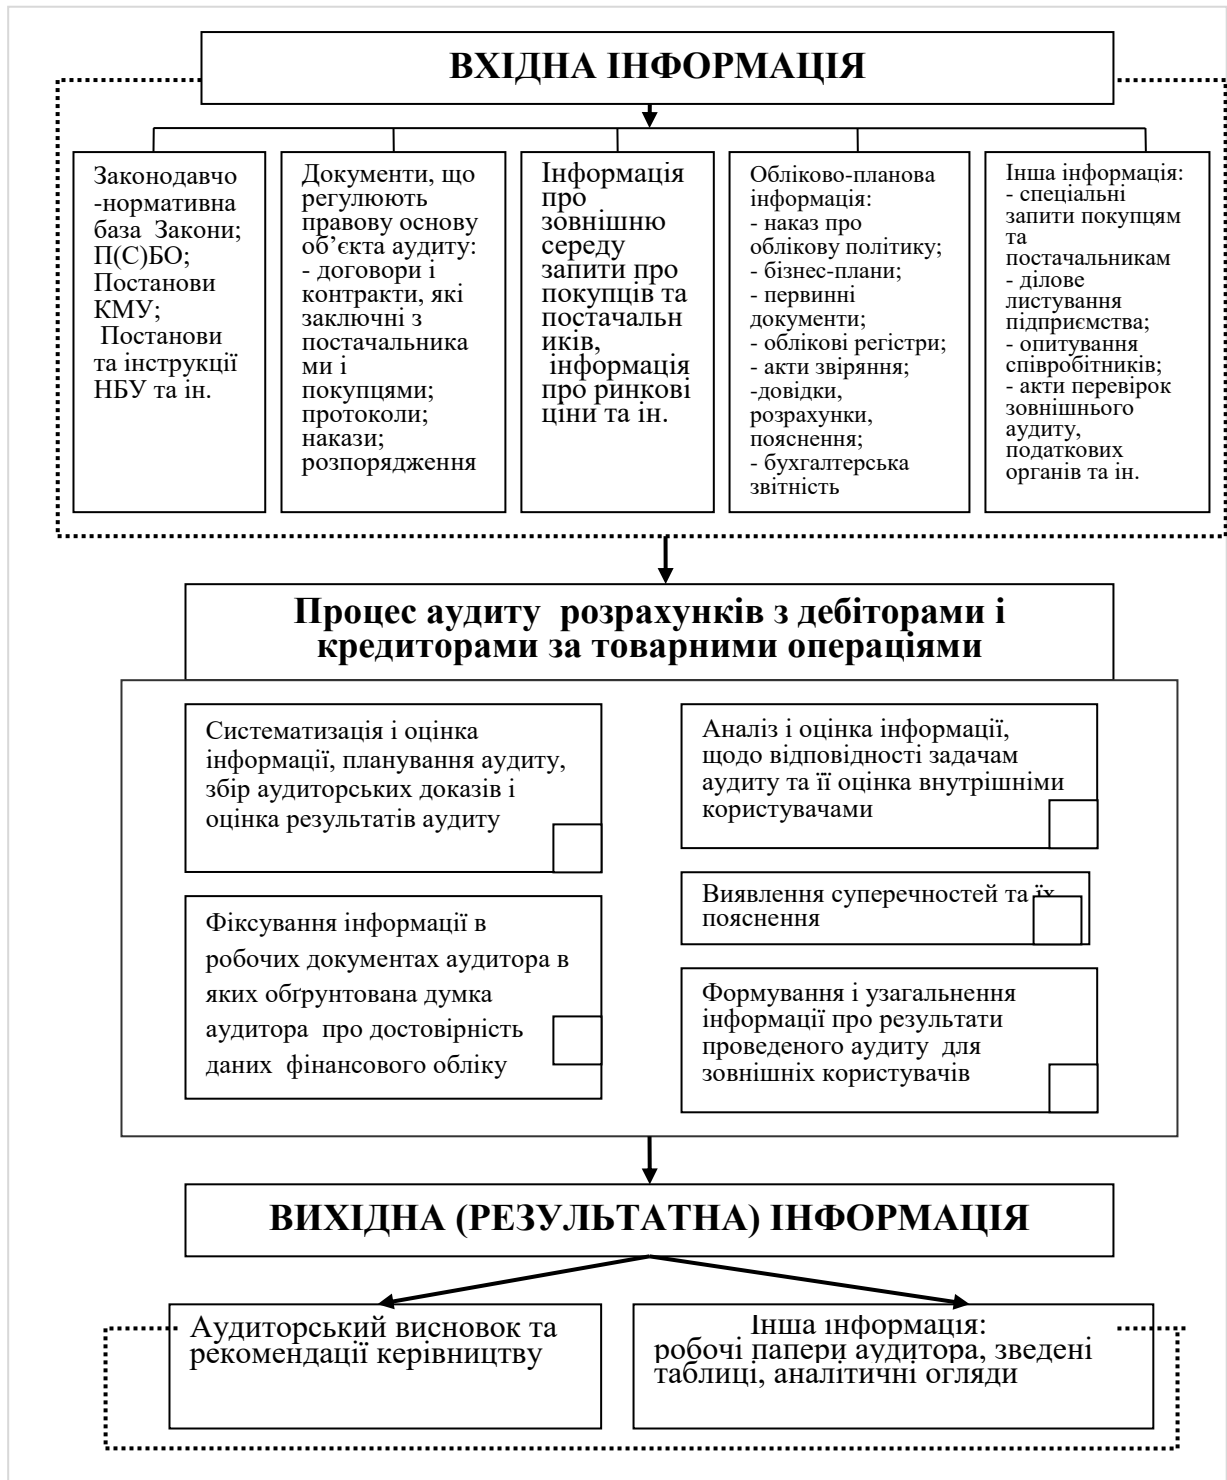 ВХІДНА ІНФОРМАЦІЯ
Законодавчо
-нормативна
база Закони;
П(С)БО;
Постанови
КМУ;
Постанови
та інструкції
НБУ та ін.
Документи, що
регулюють
правову основу
об’єкта аудиту:
- договори і
контракти, які
заключні з
постачальника
ми і
покупцями;
протоколи;
накази;
розпорядження
Інформація
про
зовнішню
середу
запити про
покупців та
постачальн
иків,
інформація
про ринкові
ціни та ін.
Обліково-планова
інформація:
- наказ про
облікову політику;
- бізнес-плани;
- первинні
документи;
- облікові регістри;
- акти звіряння;
-довідки,
розрахунки,
пояснення;
- бухгалтерська
звітність
Інша інформація:
- спеціальні
запити покупцям
та
постачальникам
- ділове
листування
підприємства;
- опитування
співробітників;
- акти перевірок
зовнішнього
аудиту,
податкових
органів та ін.
Процес аудиту розрахунків з дебіторами і
кредиторами за товарними операціями
Систематизація і оцінка
інформації, планування аудиту,
збір аудиторських доказів і
оцінка результатів аудиту
Фіксування інформації в
робочих документах аудитора в
яких обґрунтована думка
аудитора про достовірність
даних фінансового обліку
Аналіз і оцінка інформації,
щодо відповідності задачам
аудиту та її оцінка внутрішніми
користувачами
Виявлення суперечностей та їх
пояснення
Формування і узагальнення
інформації про результати
проведеного аудиту для
зовнішніх користувачів
ВИХІДНА (РЕЗУЛЬТАТНА) ІНФОРМАЦІЯ
Аудиторський висновок та
рекомендації керівництву
Інша інформація:
робочі папери аудитора, зведені
таблиці, аналітичні огляди